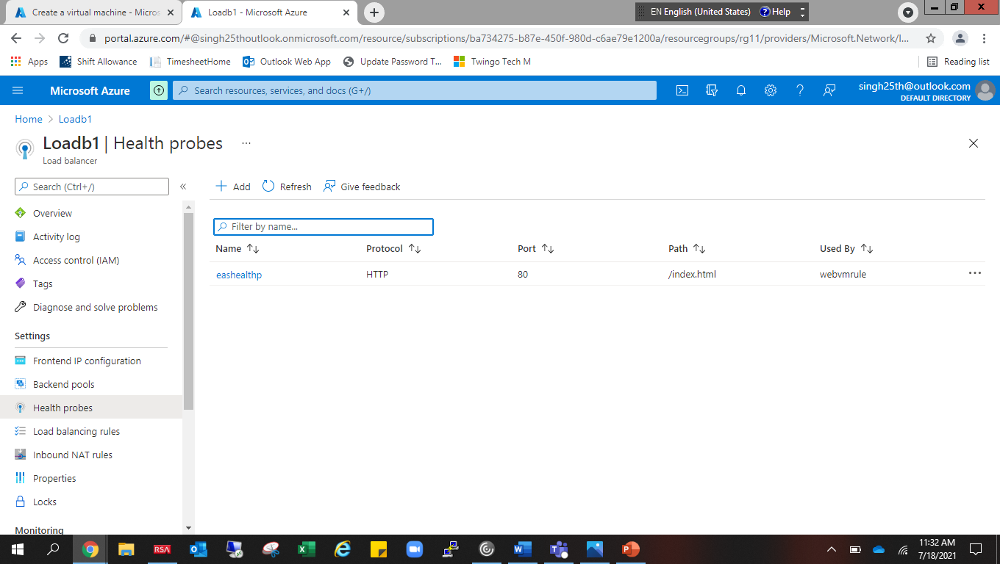 Create a virtual machine - Micros
Loadb1 - Microsoft Azure
EN English (United States) Help
portal.azure.com/#@singh25thoutlook.onmicrosoft.com/resource/subscriptions/ba734275-b87e-450f-980d-c6ae79e1200a/resourcegroups/rg11/providers/Microsoft.Network/l...
Apps Shift Allowance TimesheetHome Outlook Web App Update Password T... Twingo Tech M Reading list
Microsoft Azure
Search resources, services, and docs (G+/)
singh25th@outlook.com
DEFAULT DIRECTORY
Home > Loadb1
Loadb1 | Health probes ...
Load balancer
Search (Ctrl+/) «
Add Refresh Give feedback
Overview
Activity log
Access control (IAM)
Tags
Diagnose and solve problems
Settings
Frontend IP configuration
Backend pools
Health probes
Load balancing rules
Inbound NAT rules
Properties
Locks
Monitoring
Filter by name...
Name Protocol Port Path Used By
eashealthp HTTP 80 /index.html webvmrule ...
RSA
11:32 AM
7/18/2021